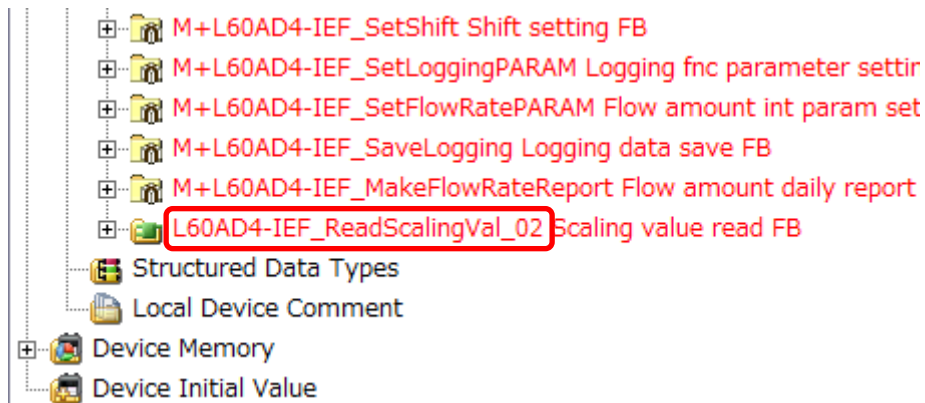 M+L60AD4-IEF_SetShift Shift setting FB
M+L60AD4-IEF_SetLoggingPARAM Logging fnc parameter
M+L60AD4-IEF_SetFlowRatePARAM Flow amount int param set
M+L60AD4-IEF_SaveLogging Logging data save FB
M+L60AD4-IEF_MakeFlowRateReport Flow amount daily report
L60AD4-IEF_ReadScalingVal_02 Scaling value read FB
Structured Data Types
Local Device Comment
Device Memory
Device Initial Value